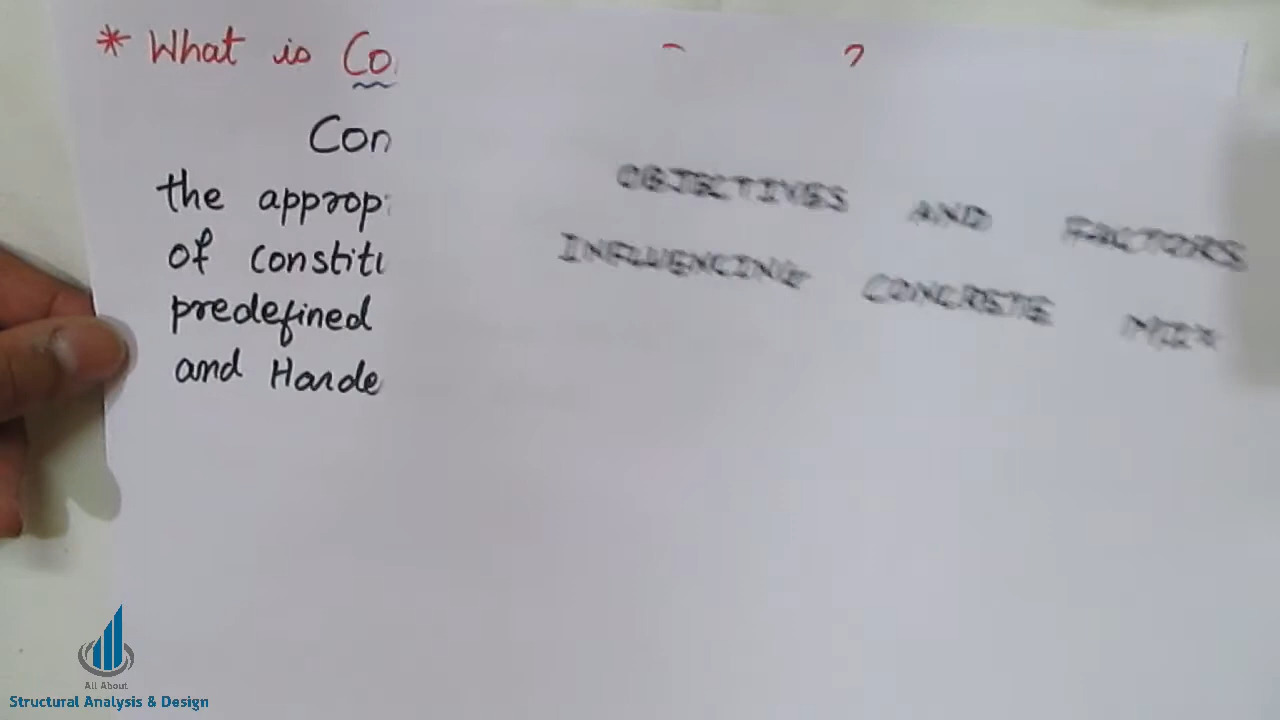 * What is Co
?
Con
the approp
of constit
predefined
and Harde
OBJECTIVES AND FACTORS
INFLUENCING CONCRETE MIX
All About
Structural Analysis & Design